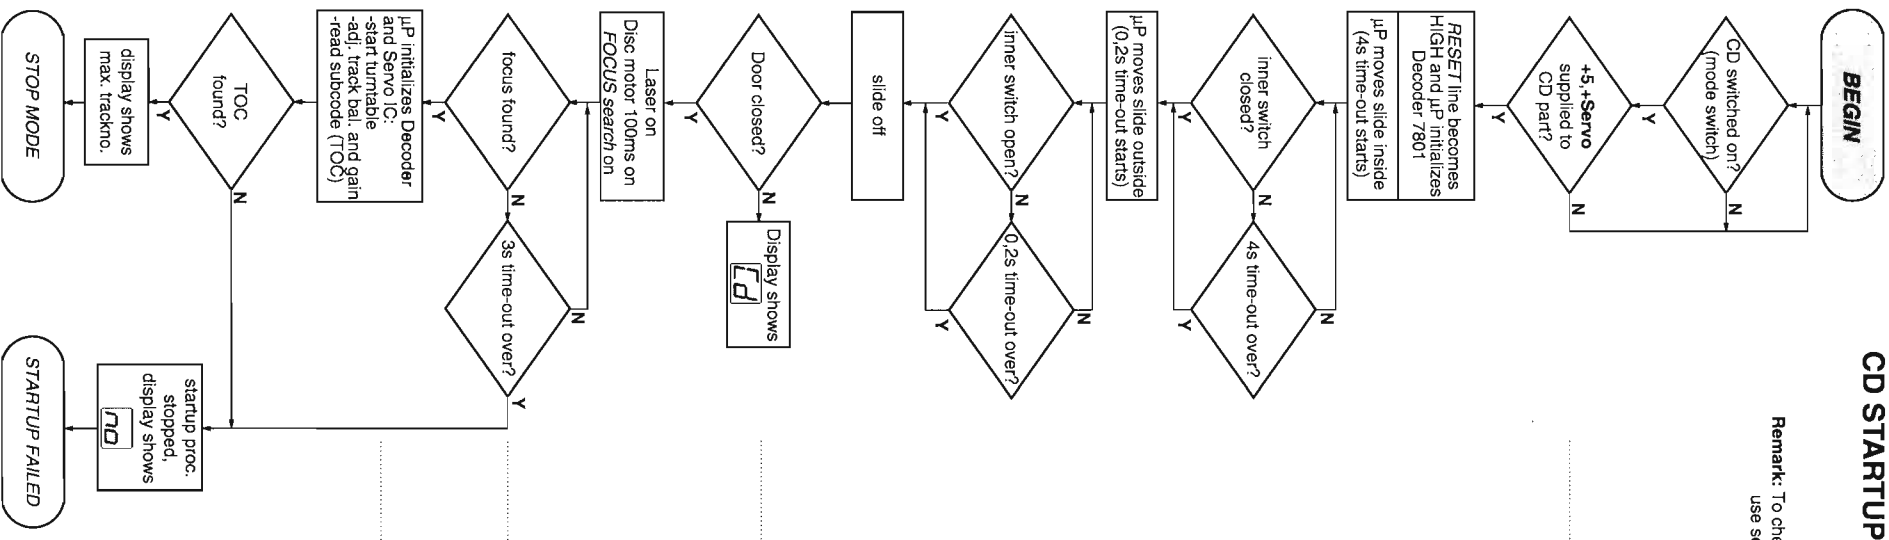 CD STARTUP
Remark: To che
use se
BEGIN
CD switched on?
(mode switch)
N
Y
+5,+Servo
supplied to
CD part?
N
Y
RESET line becomes
HIGH and µP initializes
Decoder 7801
µP moves slide inside
(4s time-out starts)
inner switch
closed?
N
Y
4s time-out over?
N
Y
µP moves slide outside
(0,2s time-out starts)
inner switch open?
N
Y
0,2s time-out over?
N
Y
slide off
Door closed?
N
Y
Display shows
Cd
Laser on
Disc motor 100ms on
FOCUS search on
focus found?
N
Y
3s time-out over?
N
Y
µP initializes Decoder
and Servo IC:
-start turntable
-adj. track bal. and gain
-read subcode (TOC)
TOC
found?
N
Y
display shows
max. trackno.
STOP MODE
startup proc.
stopped,
display shows
no
STARTUP FAILED